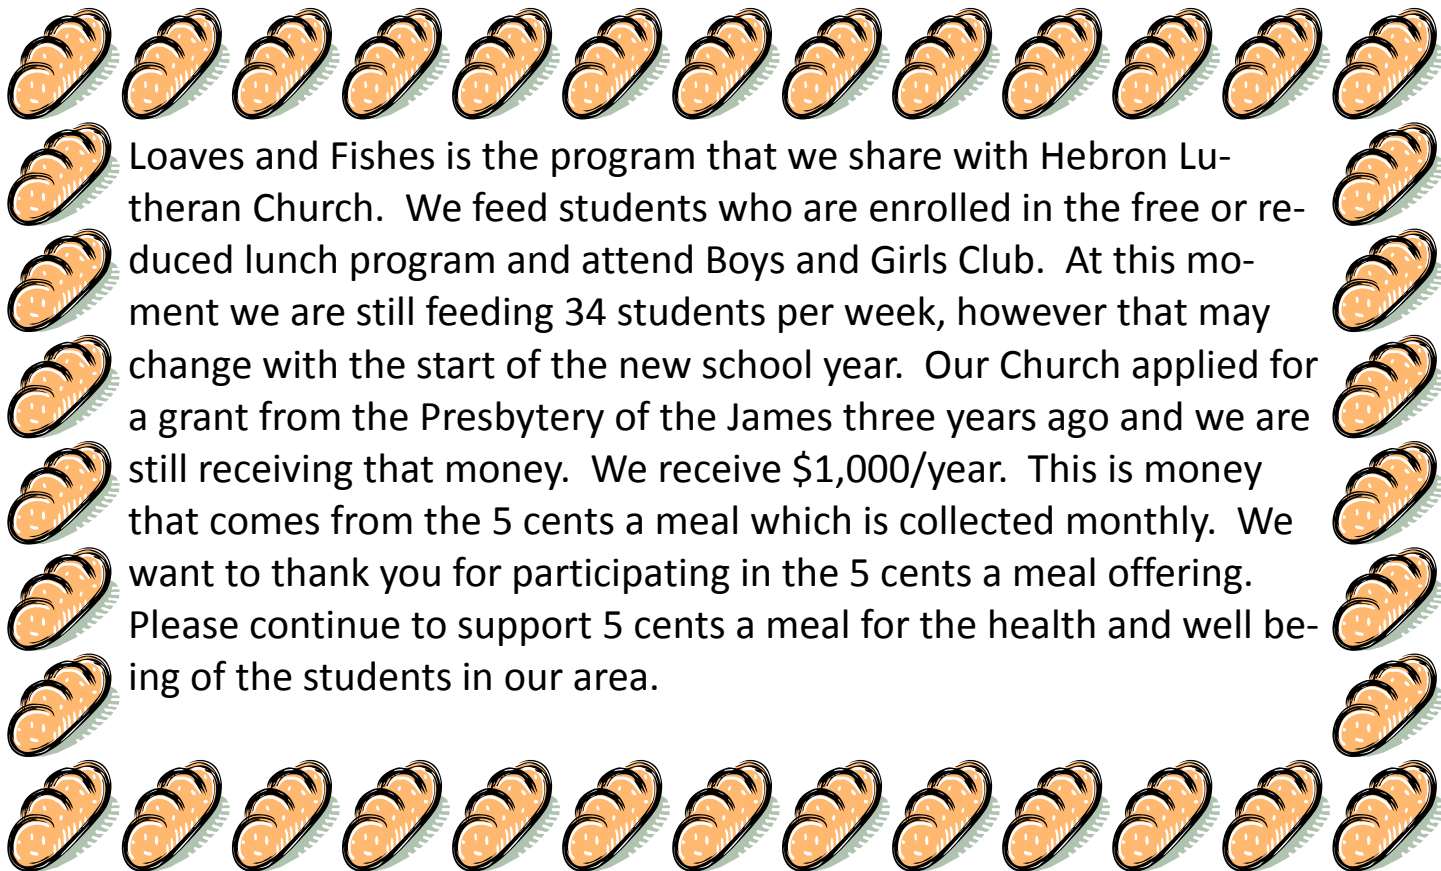 Loaves and Fishes is the program that we share with Hebron Lu-
theran Church.  We feed students who are enrolled in the free or re-
duced lunch program and attend Boys and Girls Club.  At this mo-
ment we are still feeding 34 students per week, however that may
change with the start of the new school year.  Our Church applied for
a grant from the Presbytery of the James three years ago and we are
still receiving that money.  We receive $1,000/year.  This is money
that comes from the 5 cents a meal which is collected monthly.  We
want to thank you for participating in the 5 cents a meal offering.
Please continue to support 5 cents a meal for the health and well be-
ing of the students in our area.